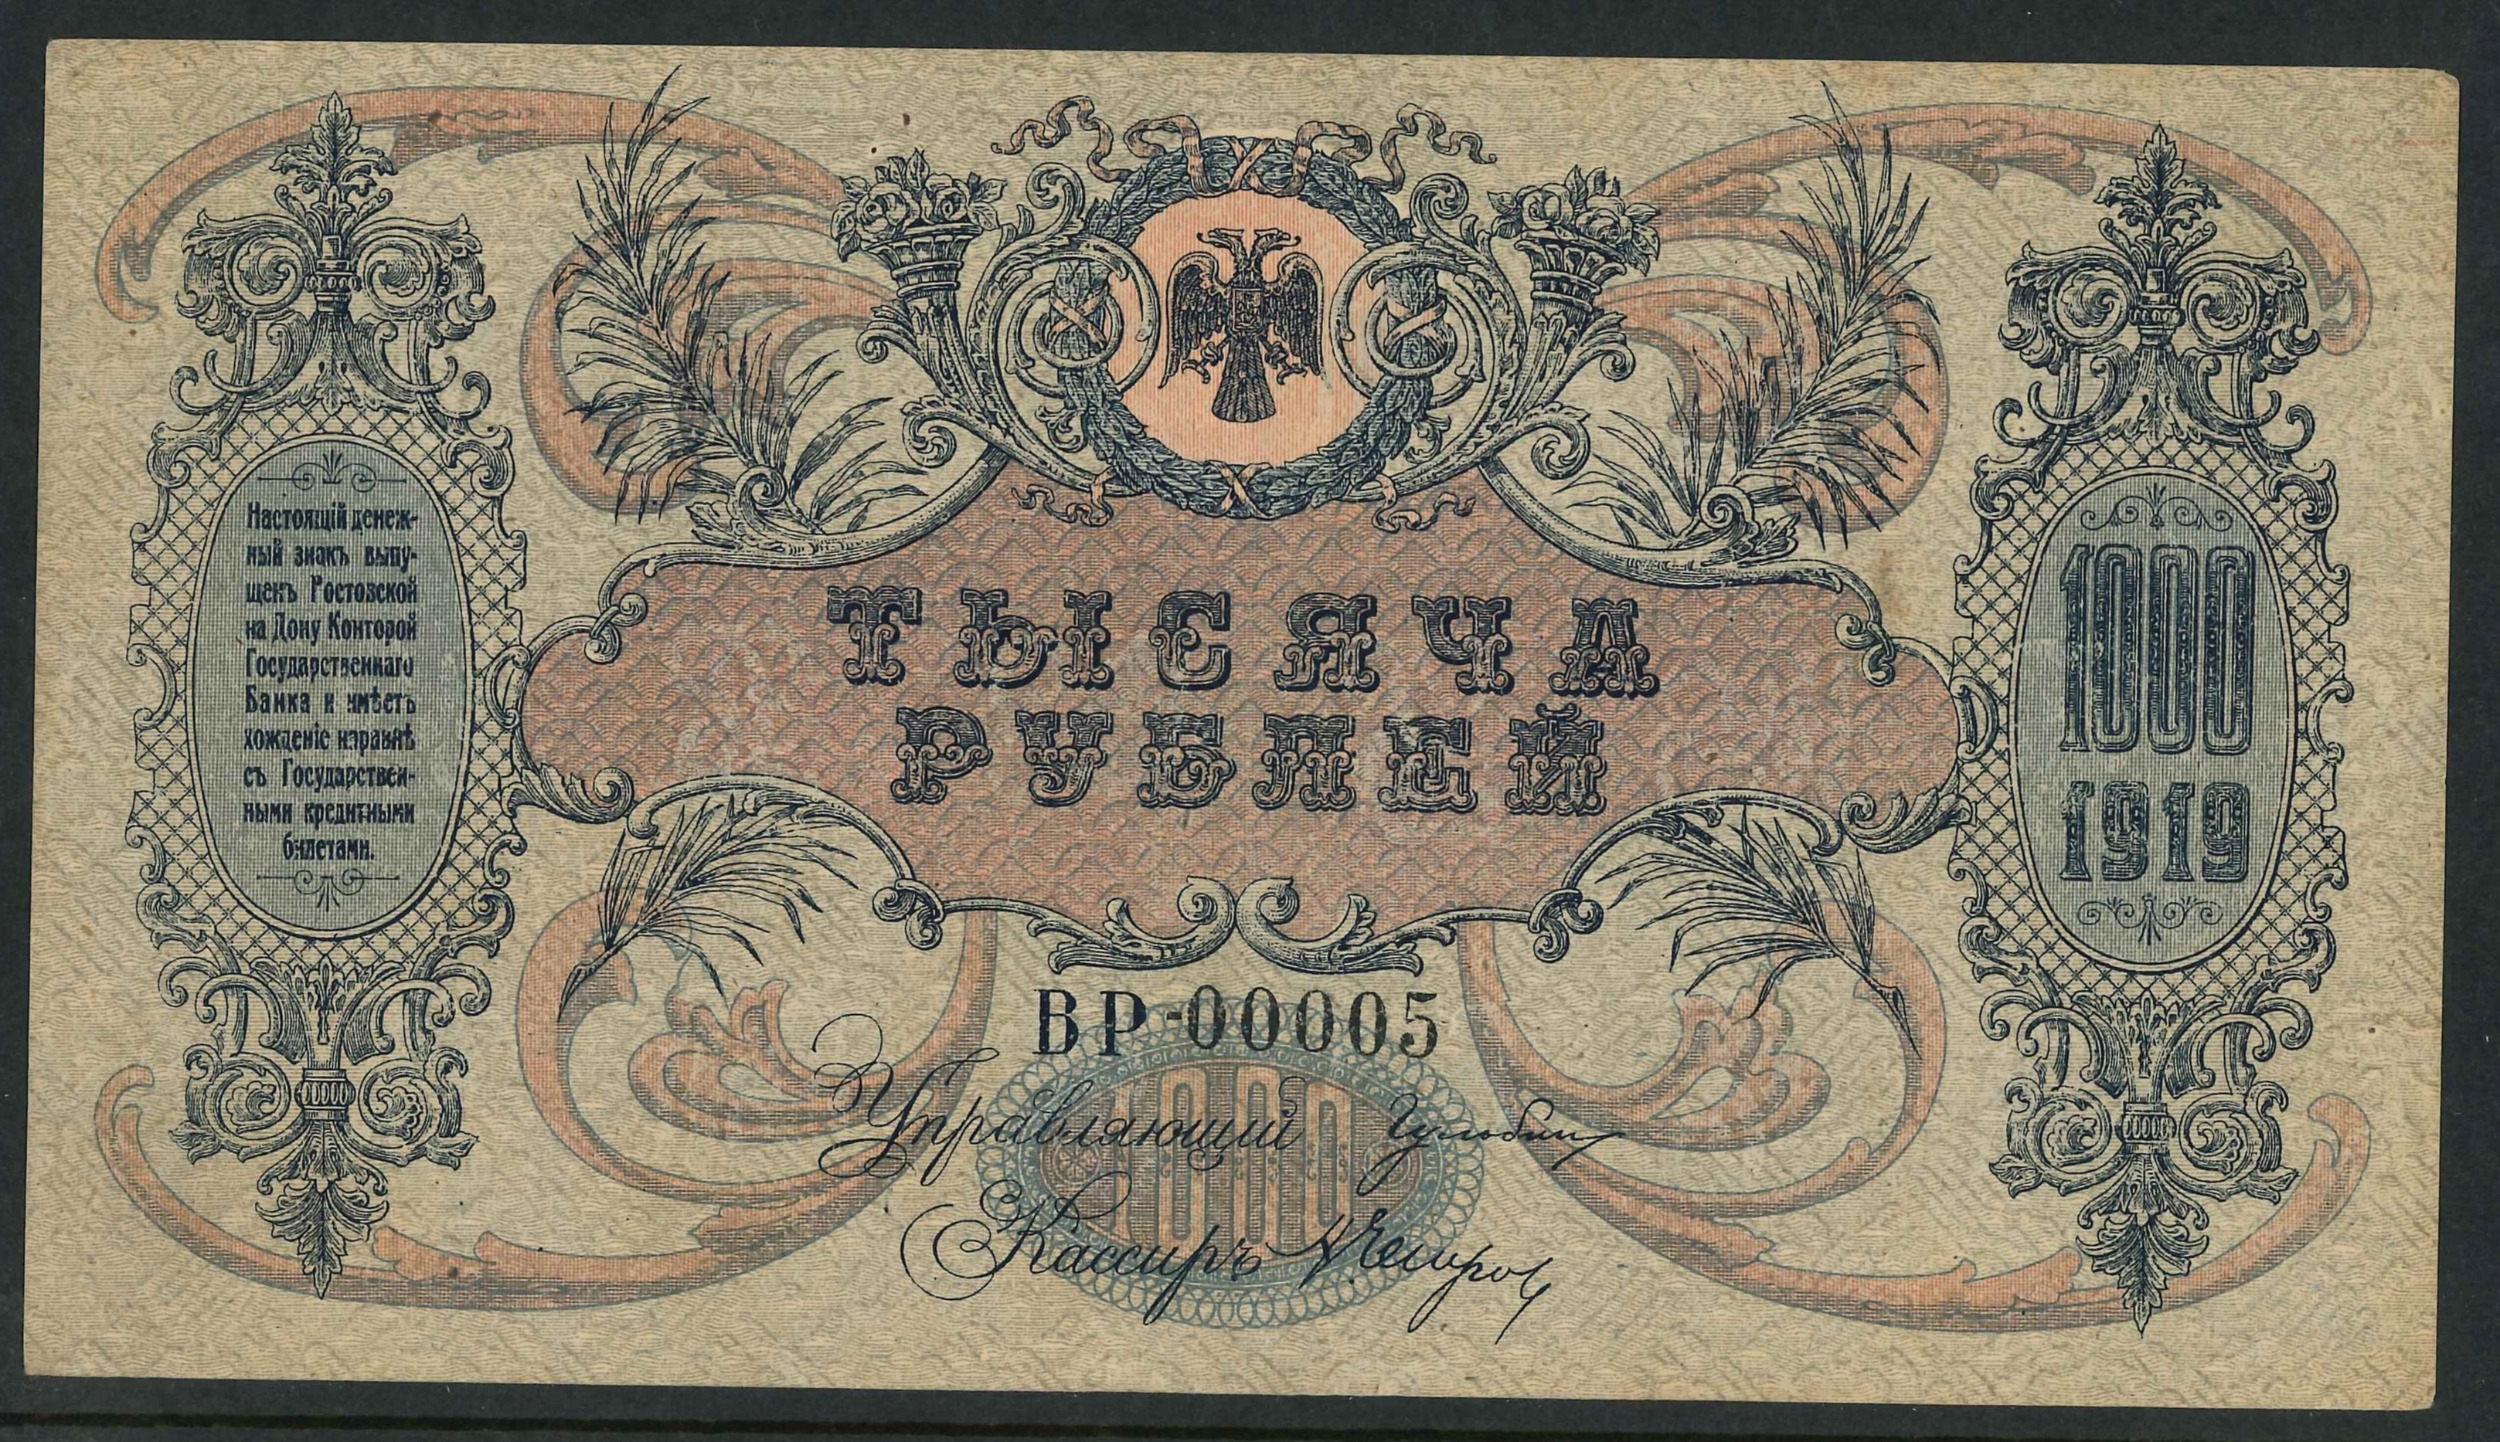 Настоящій денеж-
ный знакъ выпу-
щенъ Ростовской
на Дону Конторой
Государственнаго
Банка и имѣетъ
хожденіе наравнѣ
съ Государствен-
ными кредитными
билетами.
ТЫСЯЧА
РУБЛЕЙ
1000
1919
ВР-00005
1000
Управляющій
Кассиръ